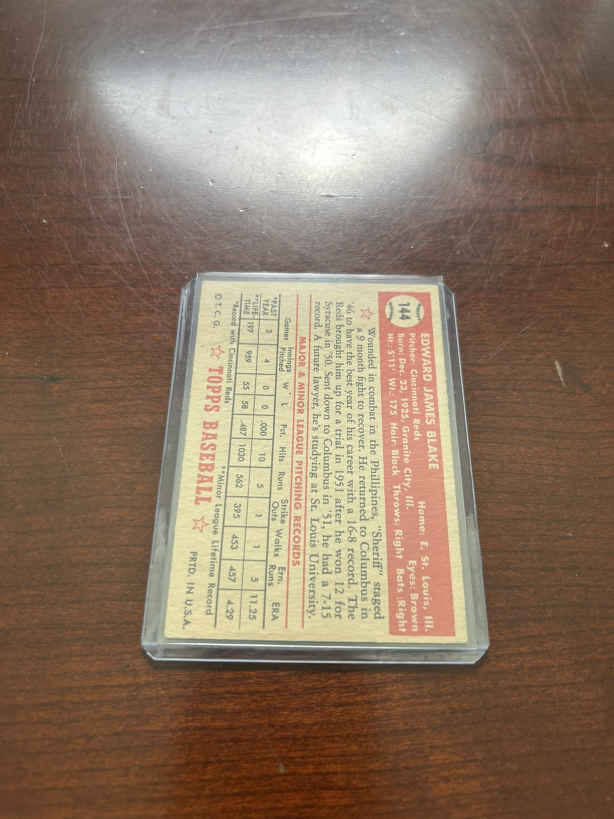 144
EDWARD JAMES BLAKE
Pitcher: Cincinnati Reds Home: E. St. Louis, Ill.
Born: Dec. 23, 1925, Granite City, Ill. Eyes: Brown
Ht.: 5'11" Wt.: 175 Hair: Black Throws: Right Bats: Right
Wounded in combat in the Phillipines, "Sheriff" staged
a 9 month fight to recover. He returned to Columbus in
'46 to have the best year of his career with a 16-8 record. The
Reds brought him up for a trial in 1951 after he won 12 for
Syracuse in '50. Sent down to Columbus in '51, he had a 7-15
record. A future lawyer, he's studying at St. Louis University.
MAJOR & MINOR LEAGUE PITCHING RECORDS
Games Innings Pitched W L Pct. Hits Runs Strike Outs Walks Ern. Runs ERA
*PAST YEAR 3 4 0 0 .000 10 5 1 1 5 11.25
**LIFE TIME 197 959 55 58 .487 1030 562 395 453 457 4.29
*Record with Cincinnati Reds **Minor League Lifetime Record
© T. C. G. TOPPS BASEBALL PRTD. IN U.S.A.